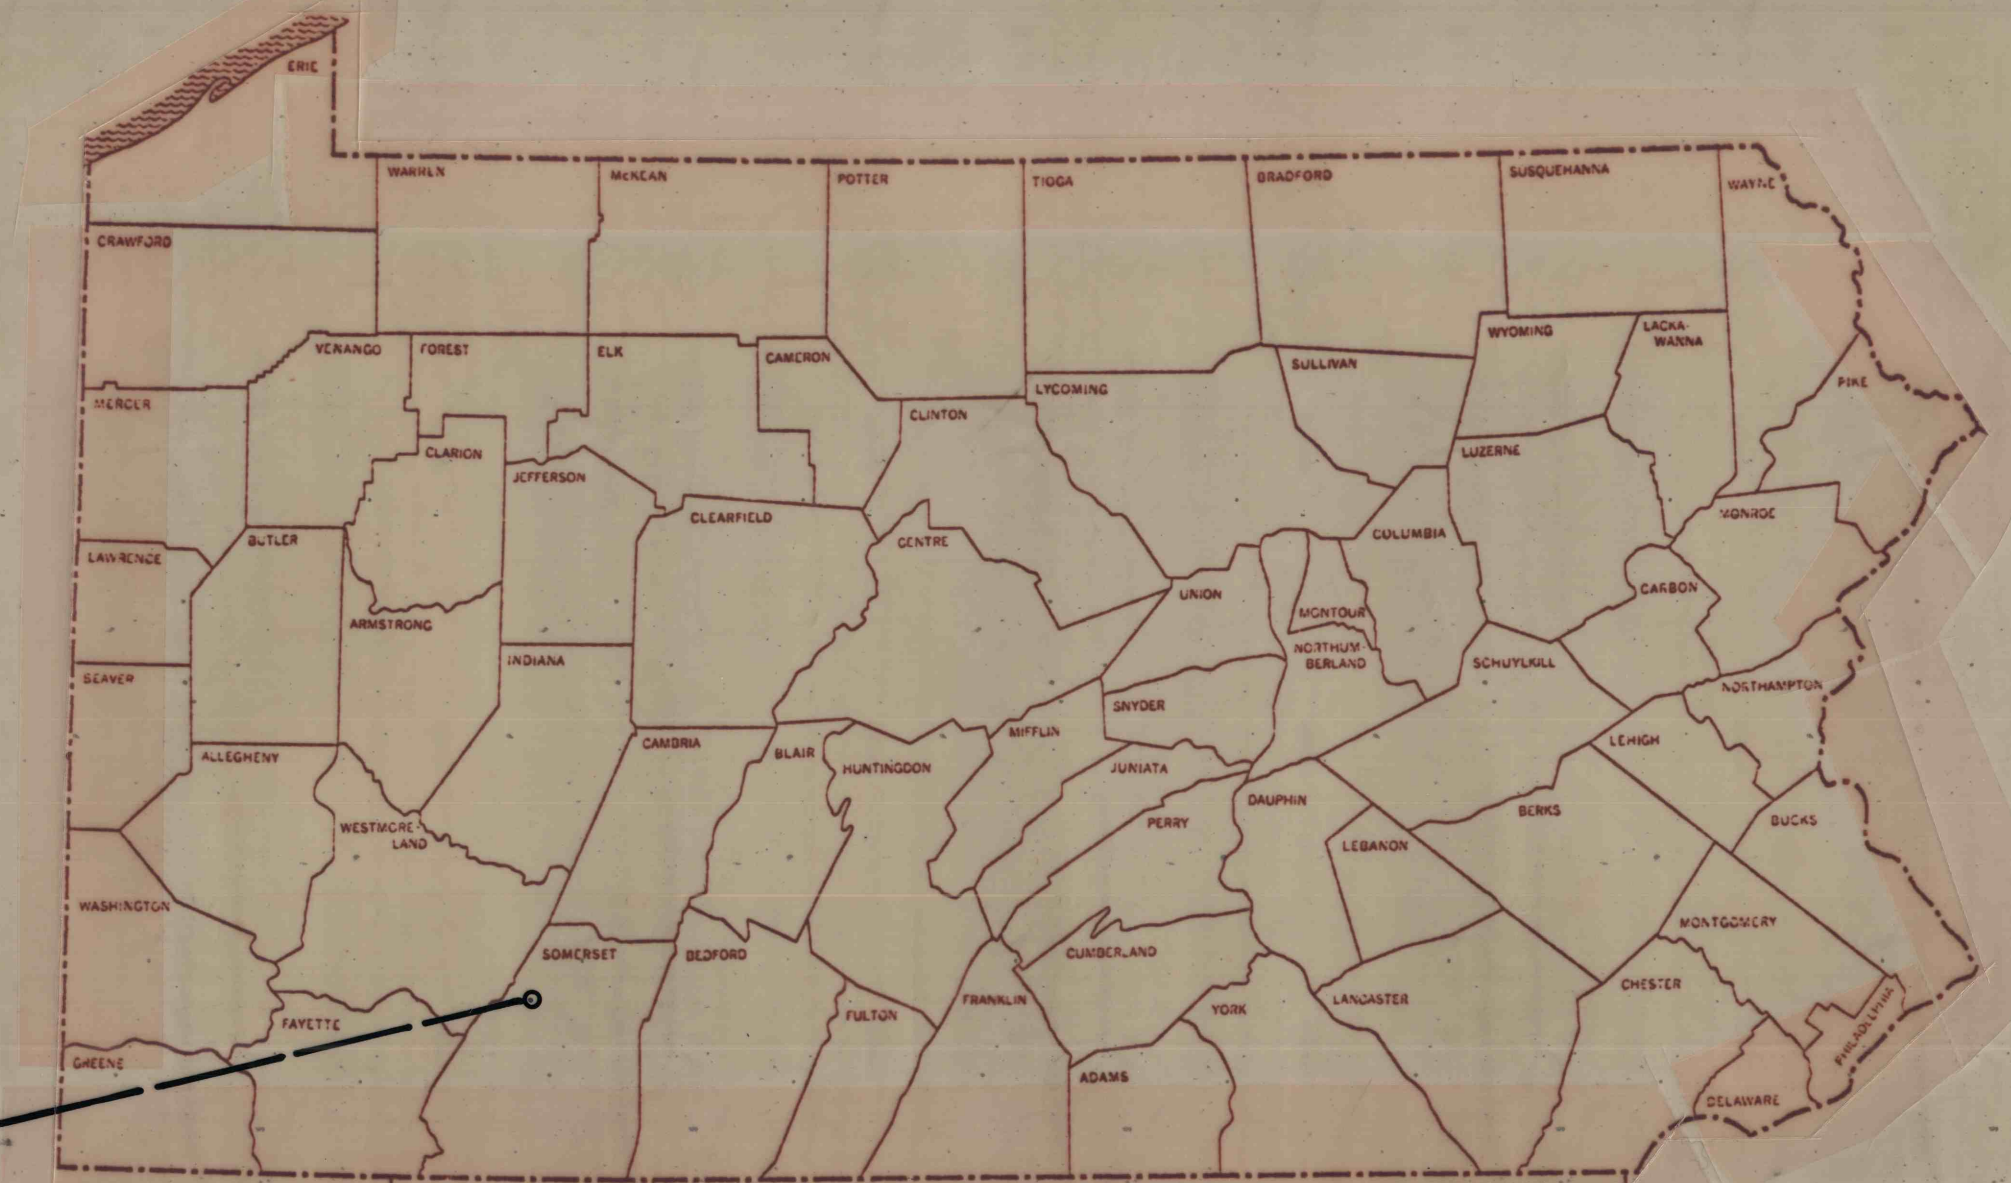 ERIE
WARREN
McKEAN
POTTER
TIOGA
BRADFORD
SUSQUEHANNA
WAYNE
CRAWFORD
VENANGO
FOREST
ELK
CAMERON
LYCOMING
SULLIVAN
WYOMING
LACKA-
WANNA
PIKE
MERCER
CLINTON
CLARION
JEFFERSON
LUZERNE
CLEARFIELD
CENTRE
COLUMBIA
MONROE
LAWRENCE
BUTLER
UNION
MONTOUR
CARBON
ARMSTRONG
INDIANA
NORTHUM-
BERLAND
SCHUYLKILL
BEAVER
SNYDER
NORTHAMPTON
ALLEGHENY
CAMBRIA
BLAIR
HUNTINGDON
MIFFLIN
JUNIATA
LEHIGH
WESTMORE-
LAND
DAUPHIN
PERRY
LEBANON
BERKS
BUCKS
WASHINGTON
SOMERSET
BEDFORD
CUMBERLAND
MONTGOMERY
FAYETTE
FULTON
FRANKLIN
YORK
LANCASTER
CHESTER
PHILADELPHIA
GREENE
ADAMS
DELAWARE